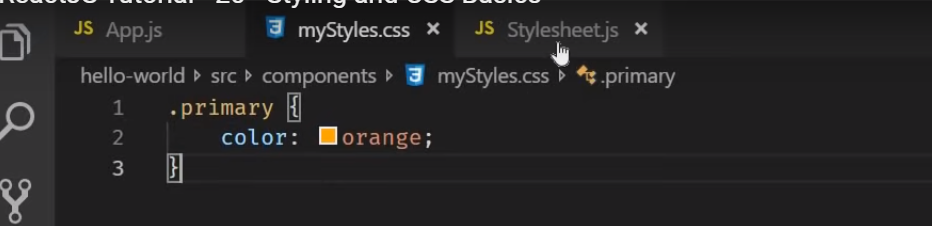 ReactJS Tutorial - 20 - Styling and CSS Basics
JS App.js myStyles.css × JS Stylesheet.js ×
hello-world src components myStyles.css .primary
1 .primary {
2 color: orange;
3 }